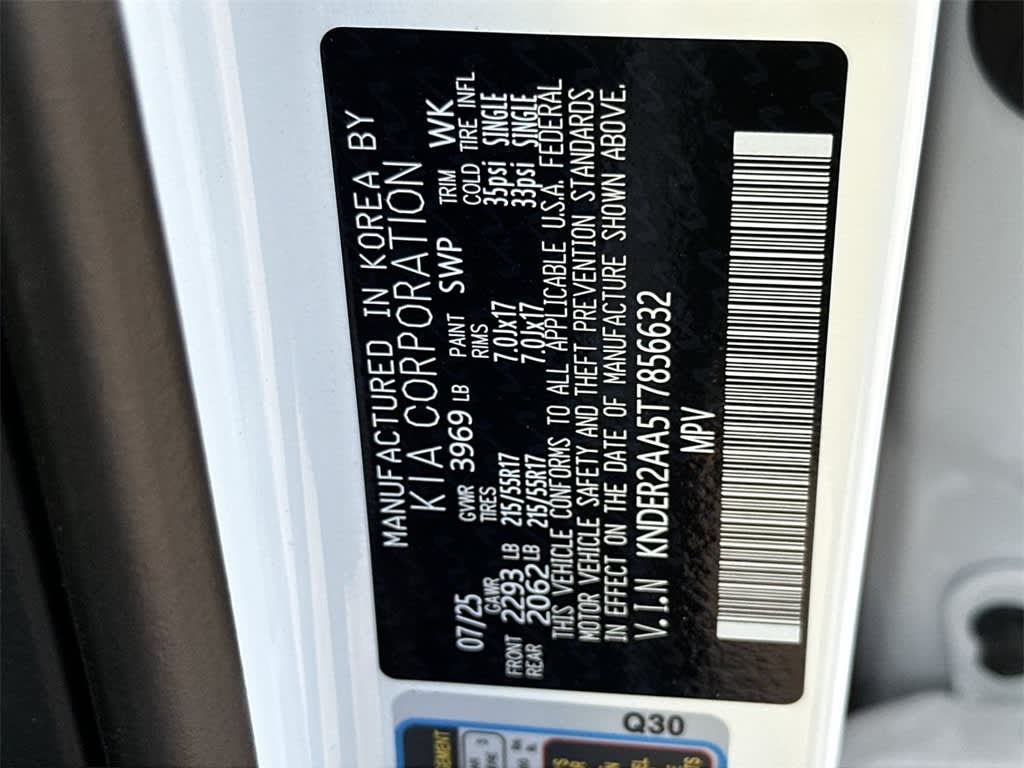 MANUFACTURED IN KOREA BY
KIA CORPORATION
07/25 GVWR 3969 LB PAINT SWP TRIM WK
GAWR TIRES RIMS COLD TIRE INFL
FRONT 2293 LB 215/55R17 7.0Jx17 35psi SINGLE
REAR 2062 LB 215/55R17 7.0Jx17 33psi SINGLE
THIS VEHICLE CONFORMS TO ALL APPLICABLE U.S.A. FEDERAL
MOTOR VEHICLE SAFETY AND THEFT PREVENTION STANDARDS
IN EFFECT ON THE DATE OF MANUFACTURE SHOWN ABOVE.
V.I.N KNDER2AA5T7856632
MPV
Q30